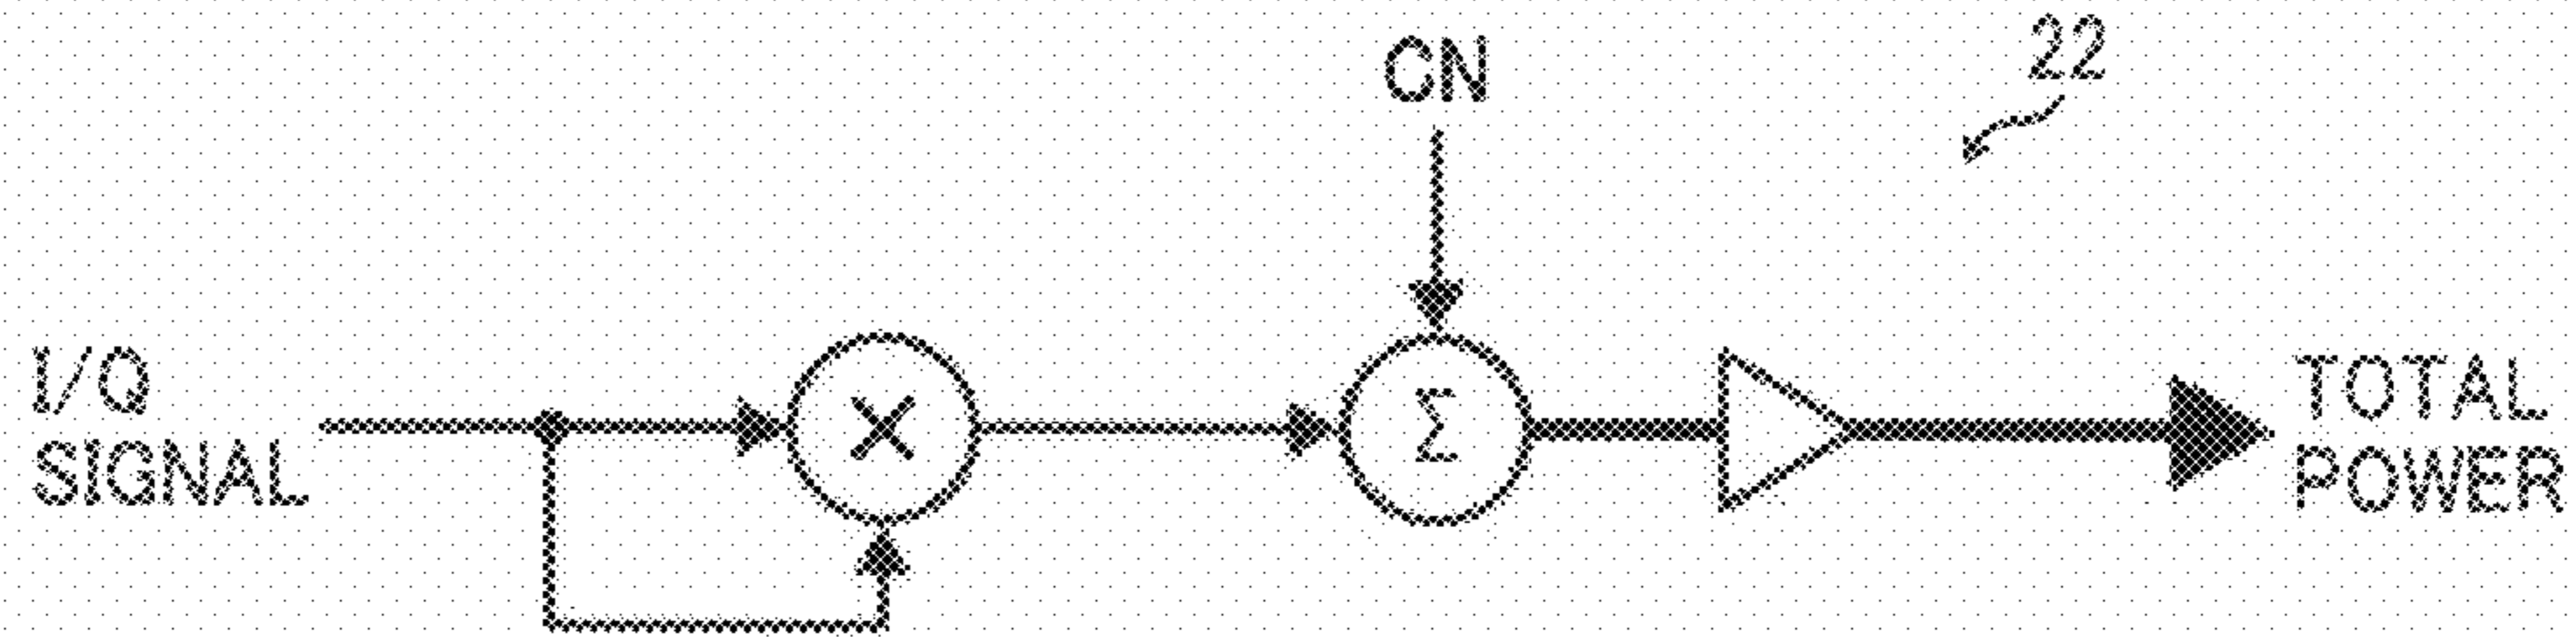 CN
22
I/Q
SIGNAL
×
Σ
TOTAL
POWER